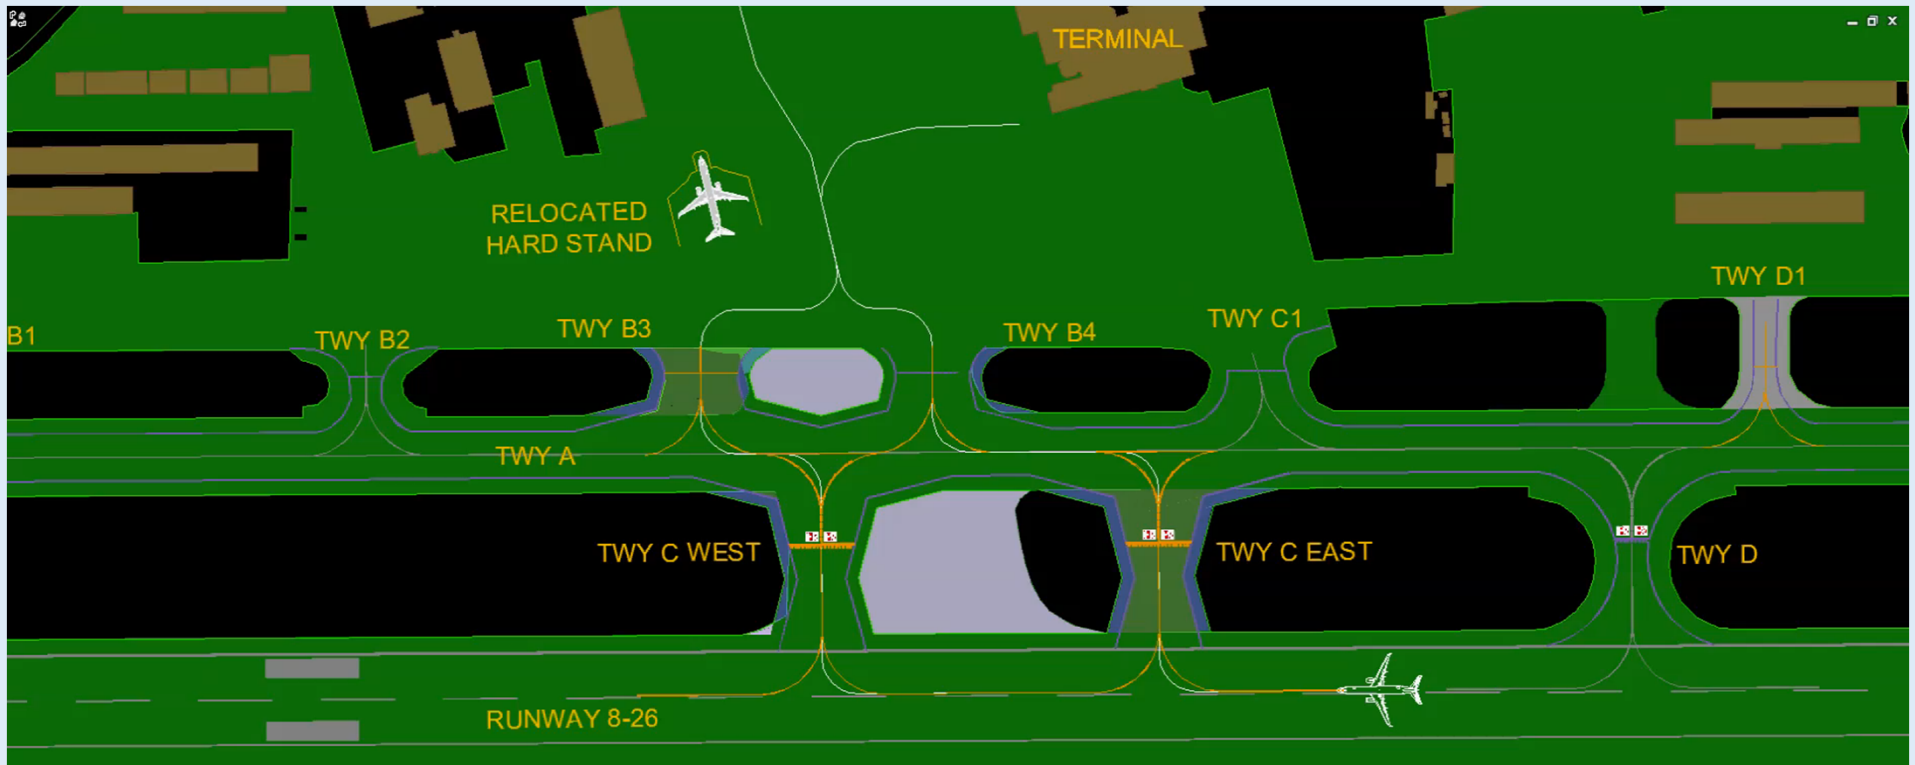 TERMINAL
RELOCATED
HARD STAND
TWY D1
B1
TWY B2
TWY B3
TWY B4
TWY C1
TWY A
TWY C WEST
TWY C EAST
TWY D
RUNWAY 8-26